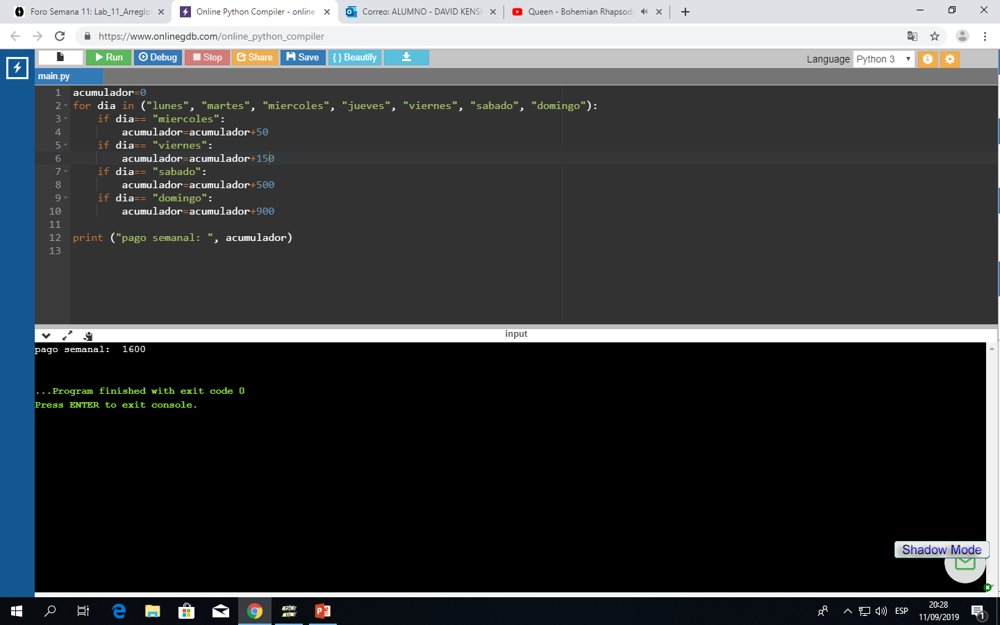 Foro Semana 11: Lab_11_Arreglo
Online Python Compiler - online
Correo: ALUMNO - DAVID KENSH
Queen - Bohemian Rhapsody
https://www.onlinegdb.com/online_python_compiler
Run Debug Stop Share Save { } Beautify
Language Python 3
main.py
1 acumulador=0
2 for dia in ("lunes", "martes", "miercoles", "jueves", "viernes", "sabado", "domingo"):
3 if dia== "miercoles":
4 acumulador=acumulador+50
5 if dia== "viernes":
6 acumulador=acumulador+150
7 if dia== "sabado":
8 acumulador=acumulador+500
9 if dia== "domingo":
10 acumulador=acumulador+900
11
12 print ("pago semanal: ", acumulador)
13
input
pago semanal:  1600
...Program finished with exit code 0
Press ENTER to exit console.
Shadow Mode
ESP
20:28
11/09/2019
1